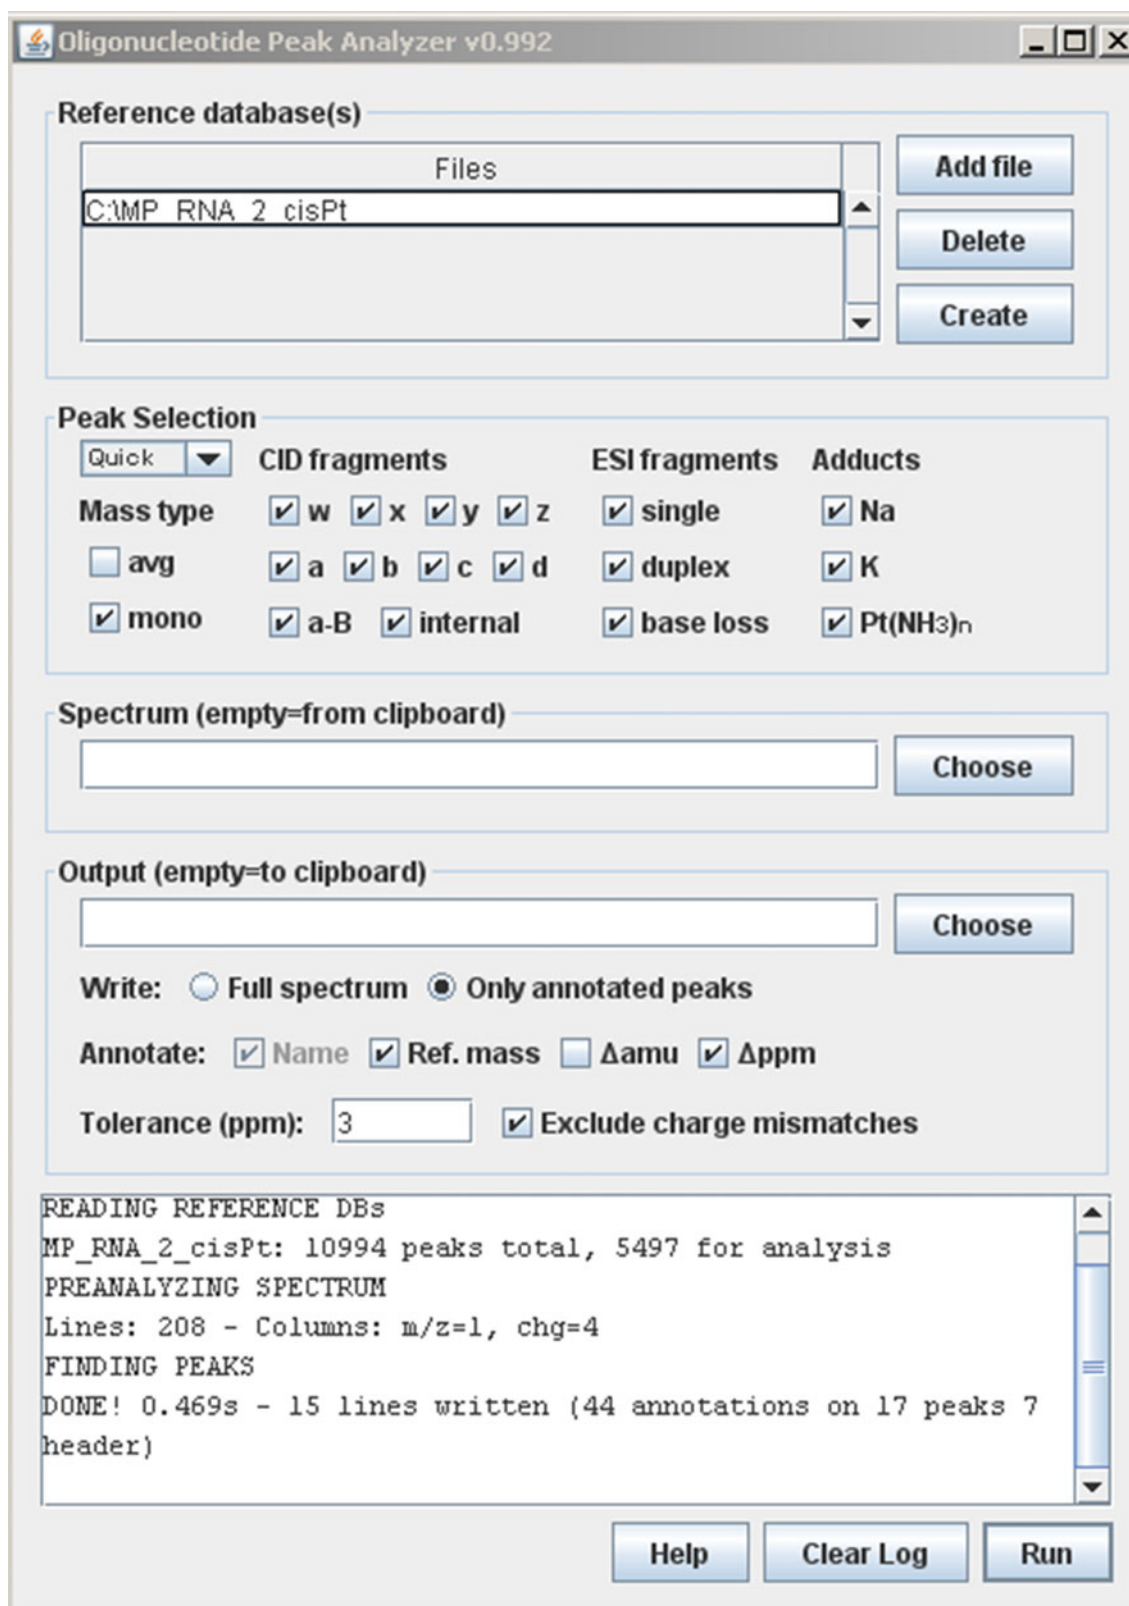 Oligonucleotide Peak Analyzer v0.992
Reference database(s)
Files
Add file
C:\MP_RNA_2_cisPt
Delete
Create
Peak Selection
Quick CID fragments ESI fragments Adducts
Mass type w x y z single Na
avg a b c d duplex K
mono a-B internal base loss Pt(NH3)n
Spectrum (empty=from clipboard)
Choose
Output (empty=to clipboard)
Choose
Write: Full spectrum Only annotated peaks
Annotate: Name Ref. mass Δamu Δppm
Tolerance (ppm): 3 Exclude charge mismatches
READING REFERENCE DBs
MP_RNA_2_cisPt: 10994 peaks total, 5497 for analysis
PREANALYZING SPECTRUM
Lines: 208 - Columns: m/z=1, chg=4
FINDING PEAKS
DONE! 0.469s - 15 lines written (44 annotations on 17 peaks 7
header)
Help Clear Log Run